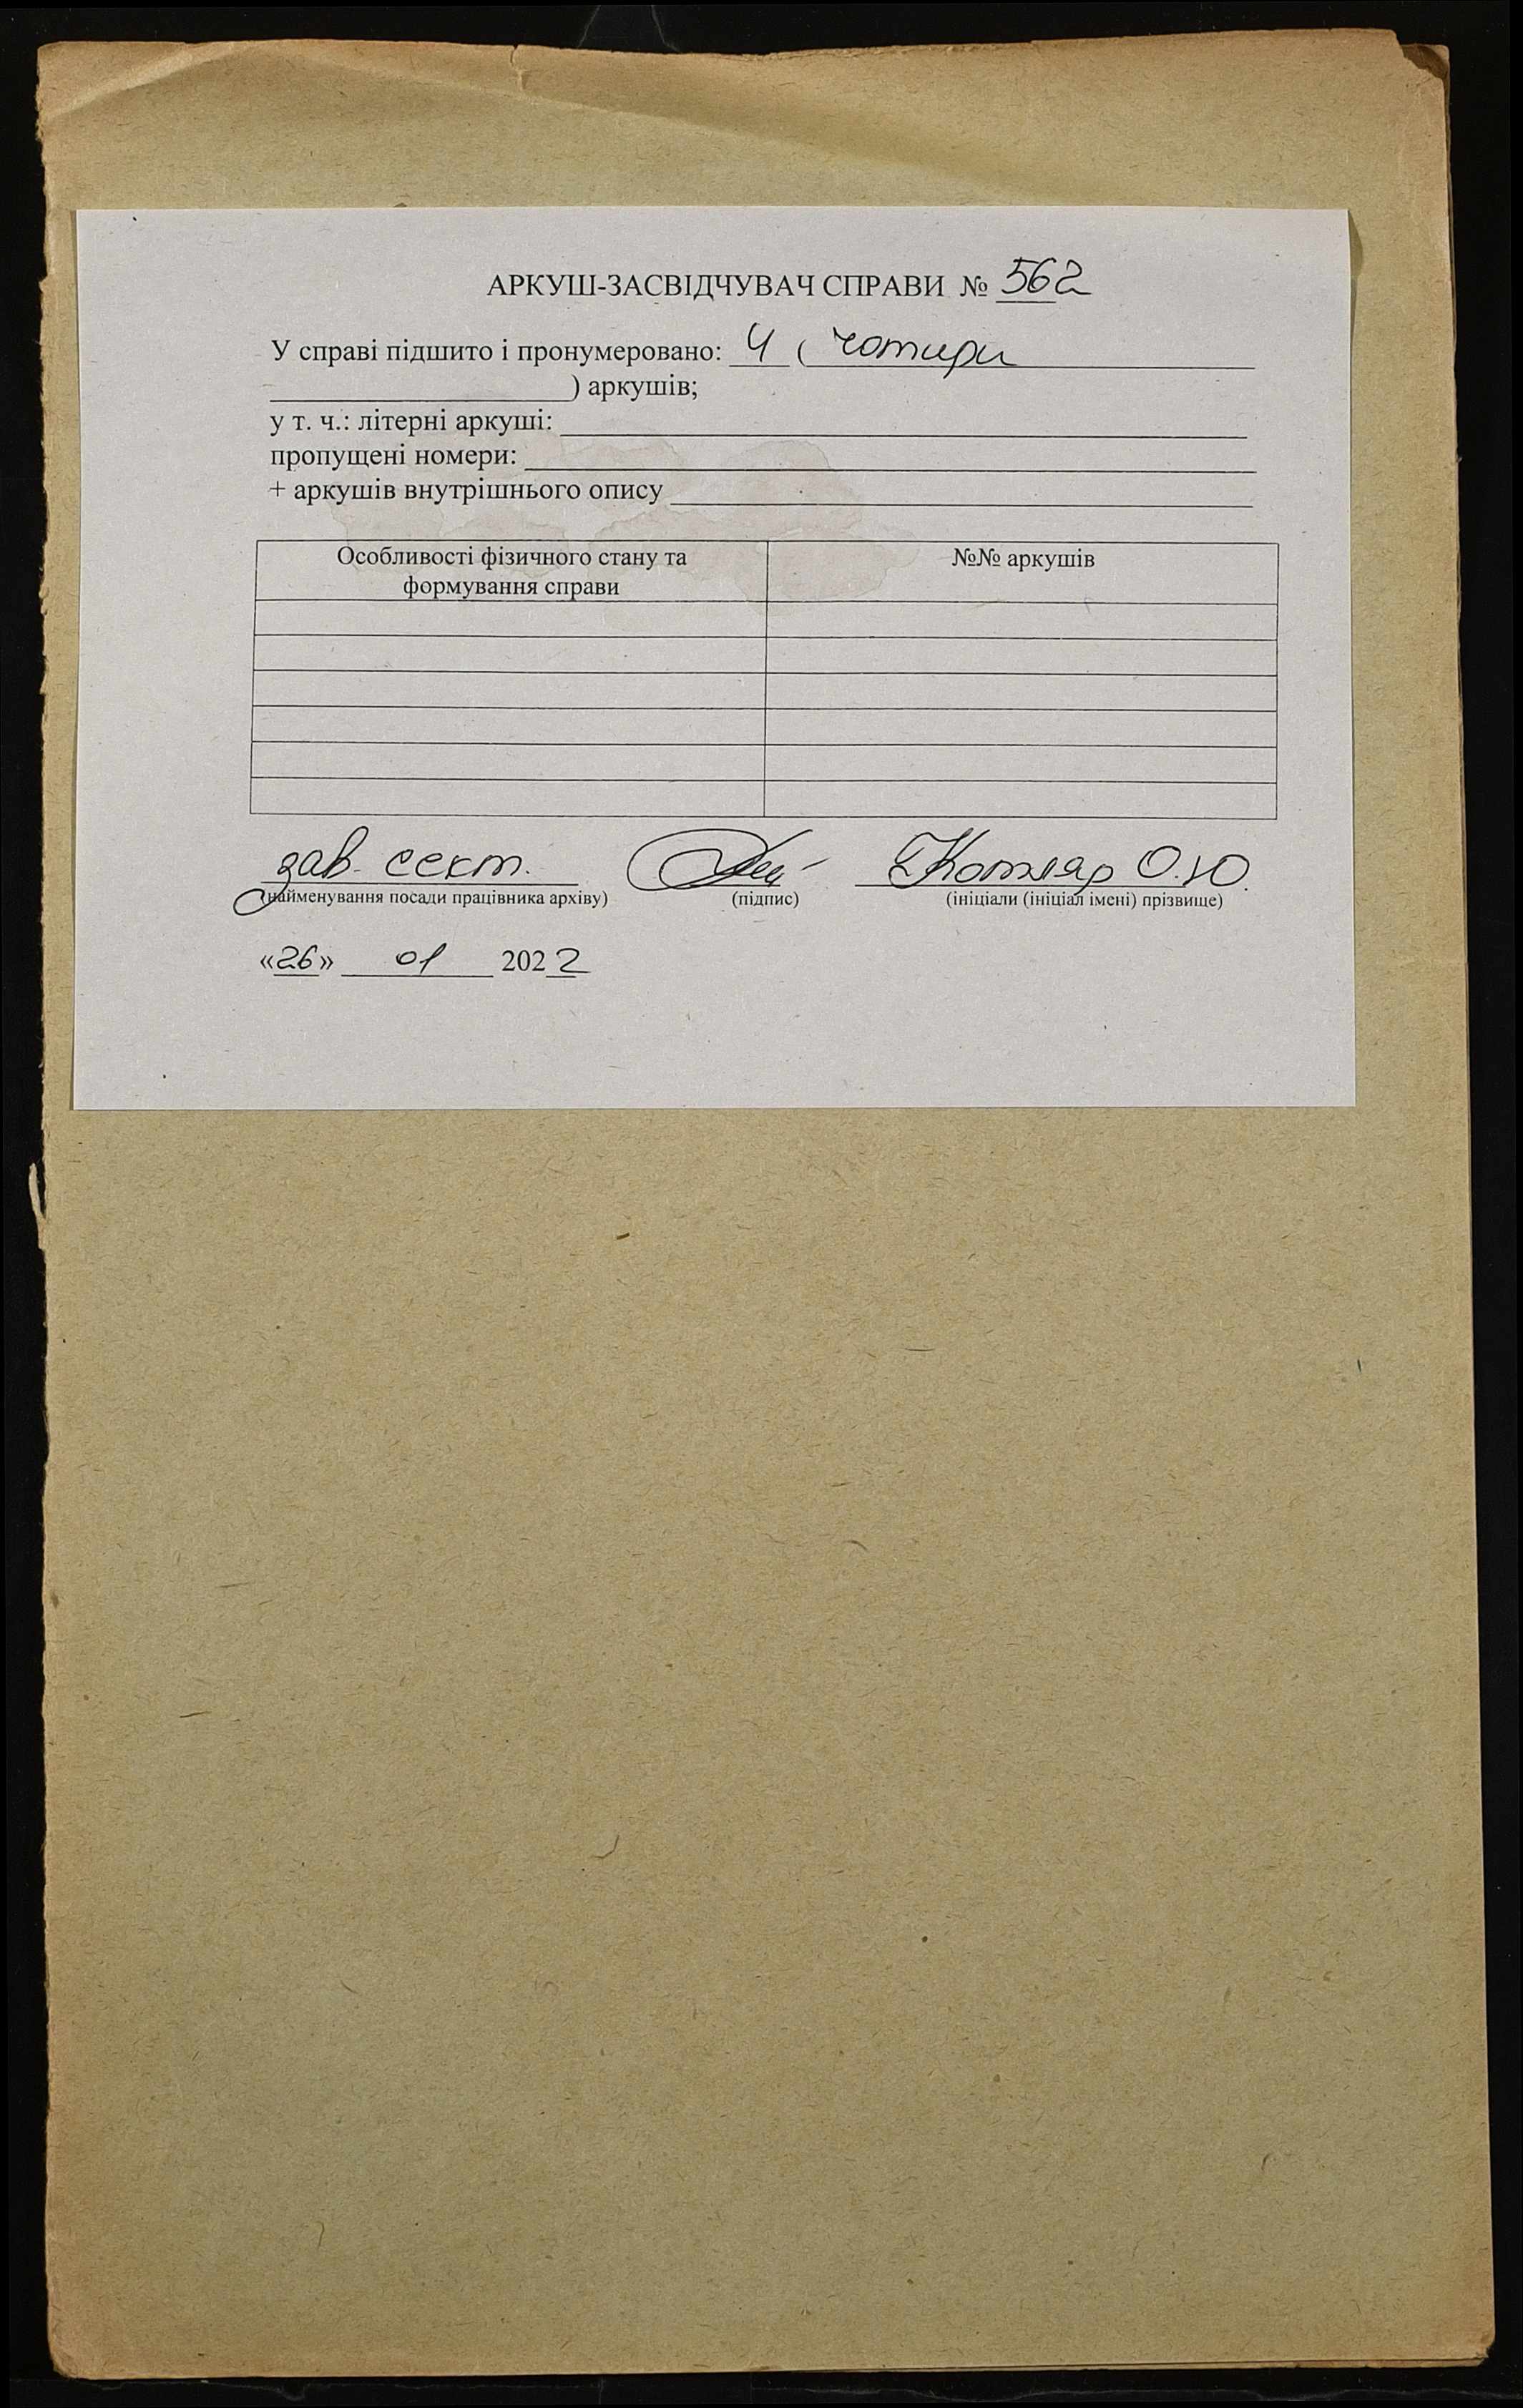 АРКУШ-ЗАСВІДЧУВАЧ СПРАВИ № 562
У справі підшито і пронумеровано: 4 ( чотири
) аркушів;
у т. ч.: літерні аркуші:
пропущені номери:
+ аркушів внутрішнього опису
Особливості фізичного стану та формування справи
№№ аркушів
зав. сект. Котляр О.Ю.
(найменування посади працівника архіву) (підпис) (ініціали (ініціал імені) прізвище)
«26» 01 2022